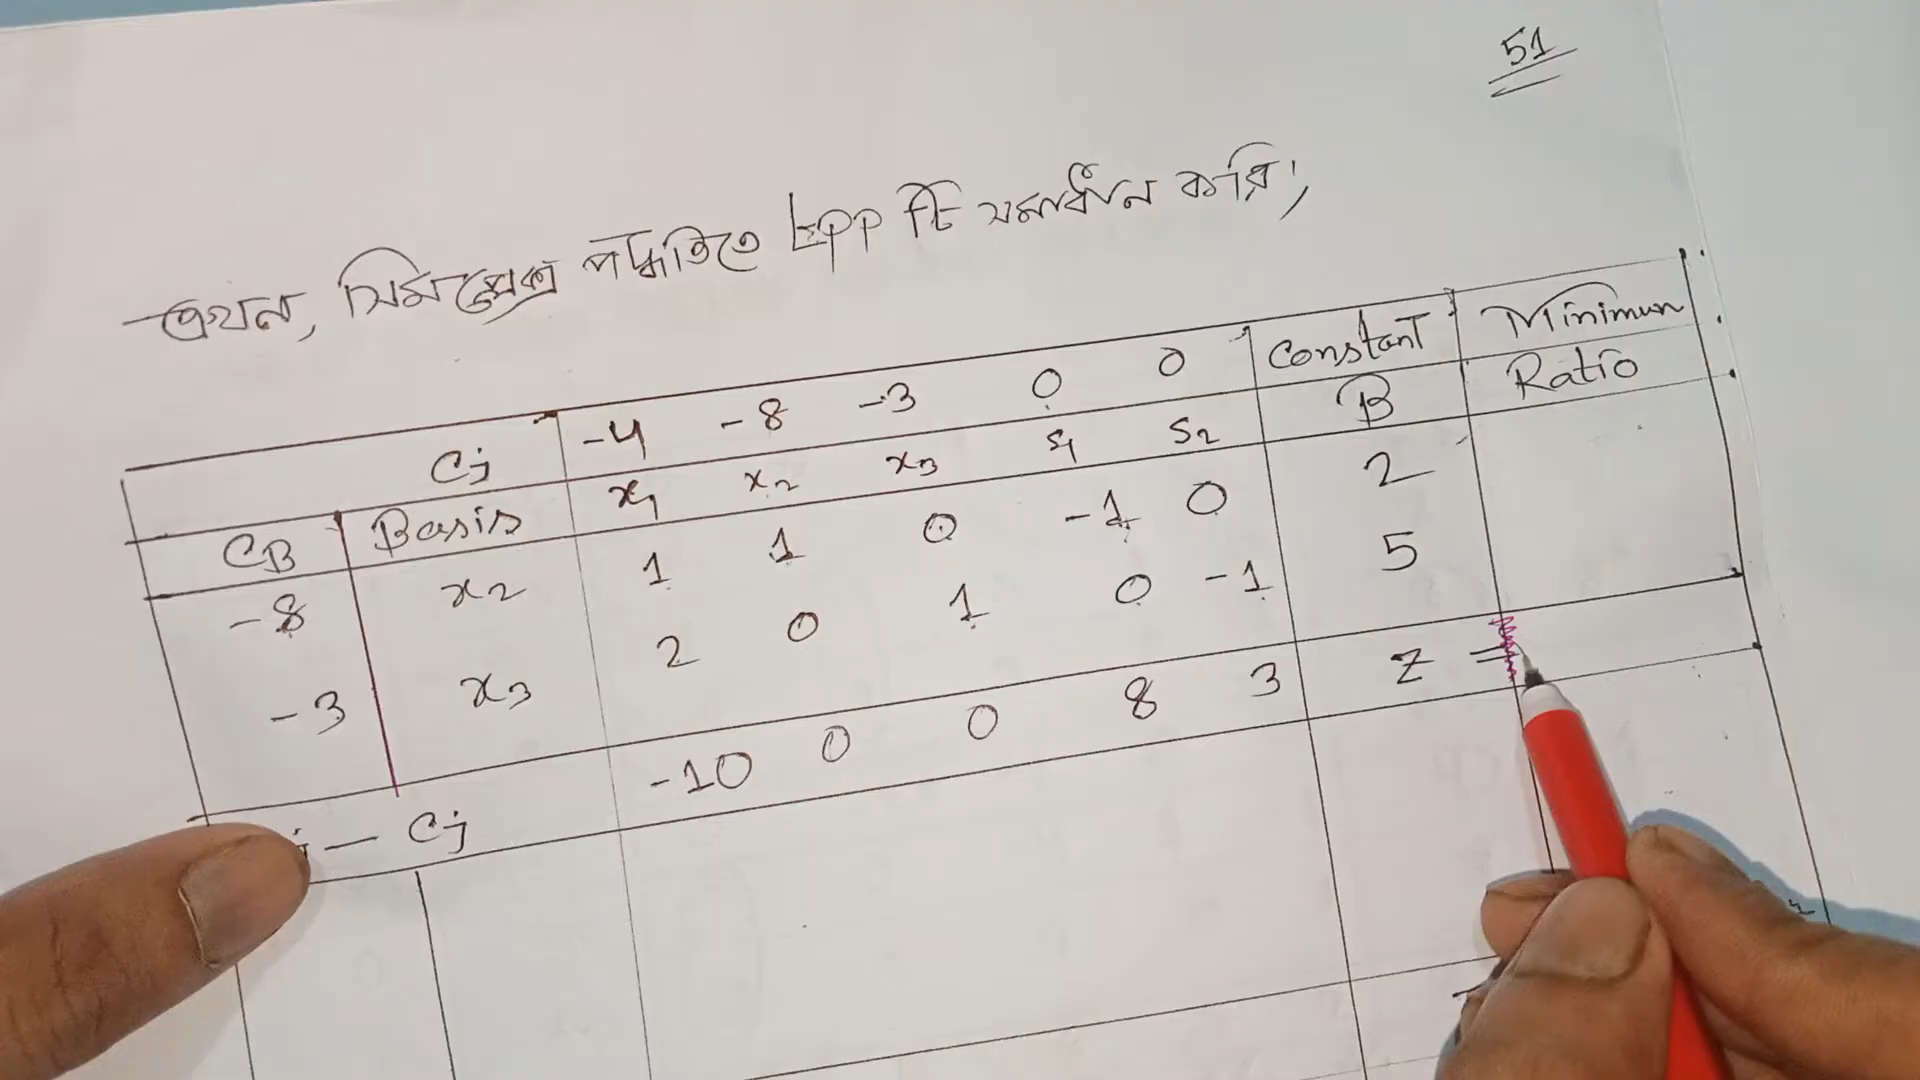 51
এখন, সিমপ্লেক্স পদ্ধতিতে LPP টি সমাধান করি,
Cj -4 -8 -3 0 0 Constant Minimun
CB Basis x1 x2 x3 s1 s2 B Ratio
-8 x2 1 1 0 -1 0 2
-3 x3 2 0 1 0 -1 5
j - Cj -10 0 0 8 3 Z =